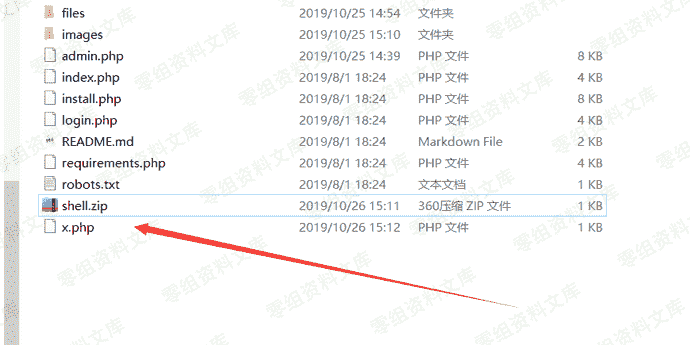 files 2019/10/25 14:54 文件夹
images 2019/10/25 15:10 文件夹
admin.php 2019/10/25 14:39 PHP 文件 8 KB
index.php 2019/8/1 18:24 PHP 文件 4 KB
install.php 2019/8/1 18:24 PHP 文件 8 KB
login.php 2019/8/1 18:24 PHP 文件 4 KB
README.md 2019/8/1 18:24 Markdown File 2 KB
requirements.php 2019/8/1 18:24 PHP 文件 4 KB
robots.txt 2019/8/1 18:24 文本文档 1 KB
shell.zip 2019/10/26 15:11 360压缩 ZIP 文件 1 KB
x.php 2019/10/26 15:12 PHP 文件 1 KB
零组资料文库